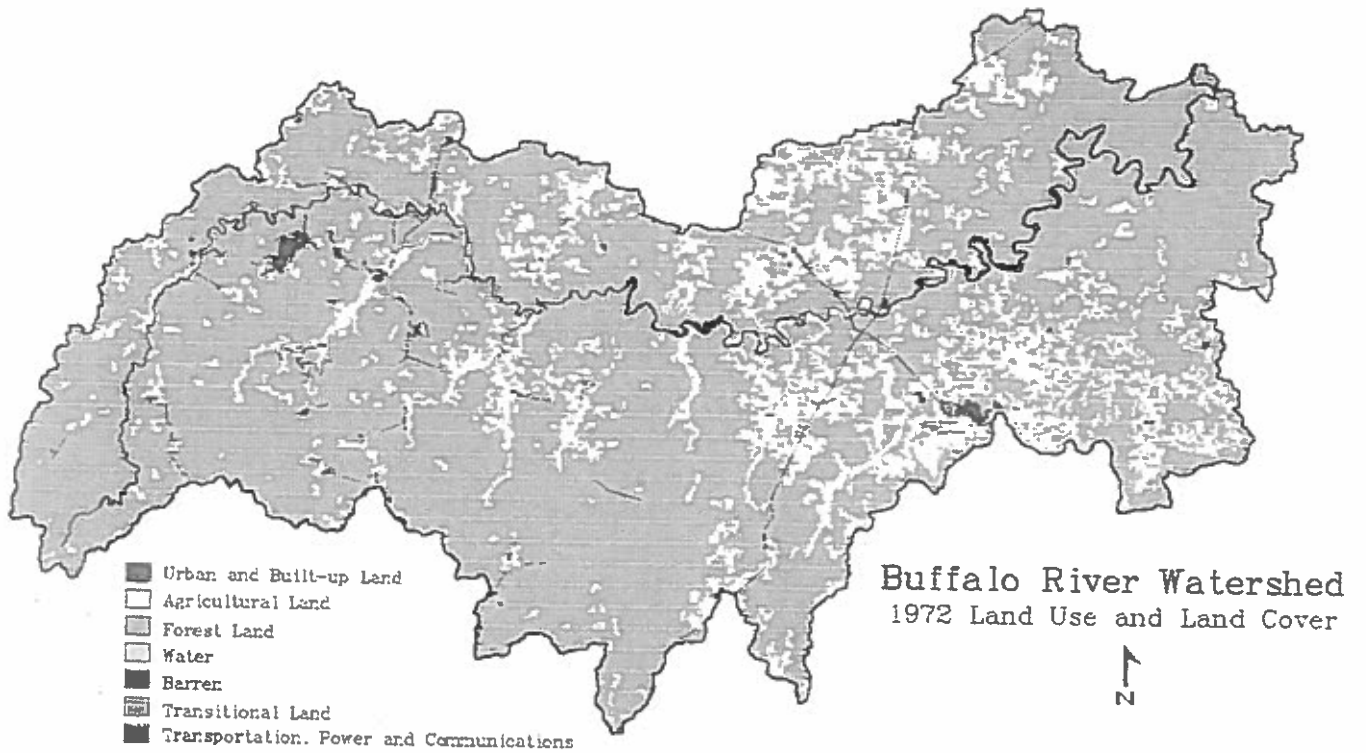 Urban and Built-up Land
Agricultural Land
Forest Land
Water
Barren
Transitional Land
Transportation, Power and Communications
Buffalo River Watershed
1972 Land Use and Land Cover
N